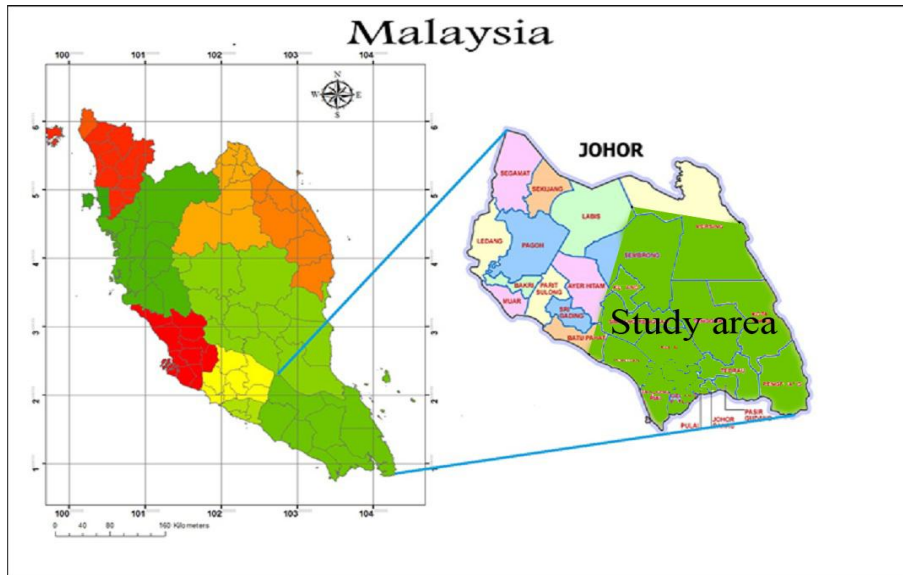 Malaysia
100 101 102 103 104
N
W E
S
6
5
4
3
2
1
100 101 102 103 104
0 40 80 160 Kilometers
JOHOR
SEGAMAT
SEKIJANG
LABIS
LEDANG
PAGOH
SEMBRONG
BAKRI
PARIT
SULONG
AYER HITAM
MUAR
SRI
GADING
BATU PAHAT
Study area
TEBRAU
PENGERANG
PASIR
GUDANG
JOHOR
PULAI